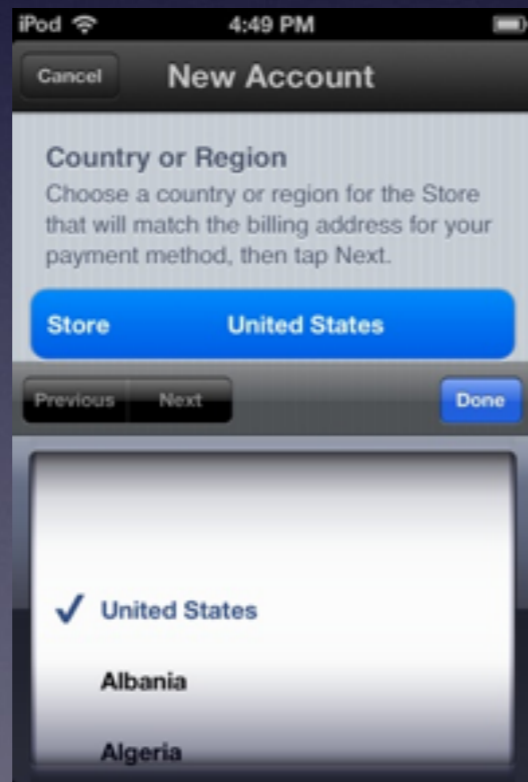 iPod 4:49 PM
Cancel New Account
Country or Region
Choose a country or region for the Store
that will match the billing address for your
payment method, then tap Next.
Store United States
Previous Next Done
United States
Albania
Algeria